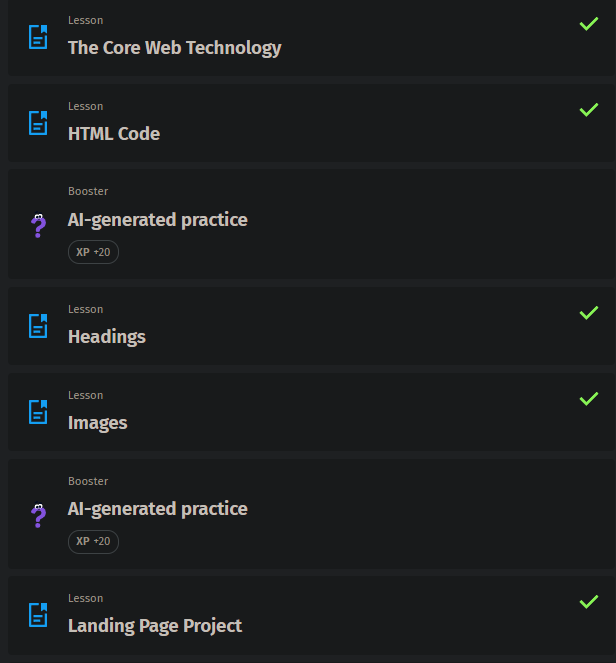 Lesson
The Core Web Technology
Lesson
HTML Code
Booster
AI-generated practice
XP +20
Lesson
Headings
Lesson
Images
Booster
AI-generated practice
XP +20
Lesson
Landing Page Project